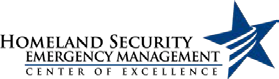 HOMELAND SECURITY
EMERGENCY MANAGEMENT
CENTER OF EXCELLENCE